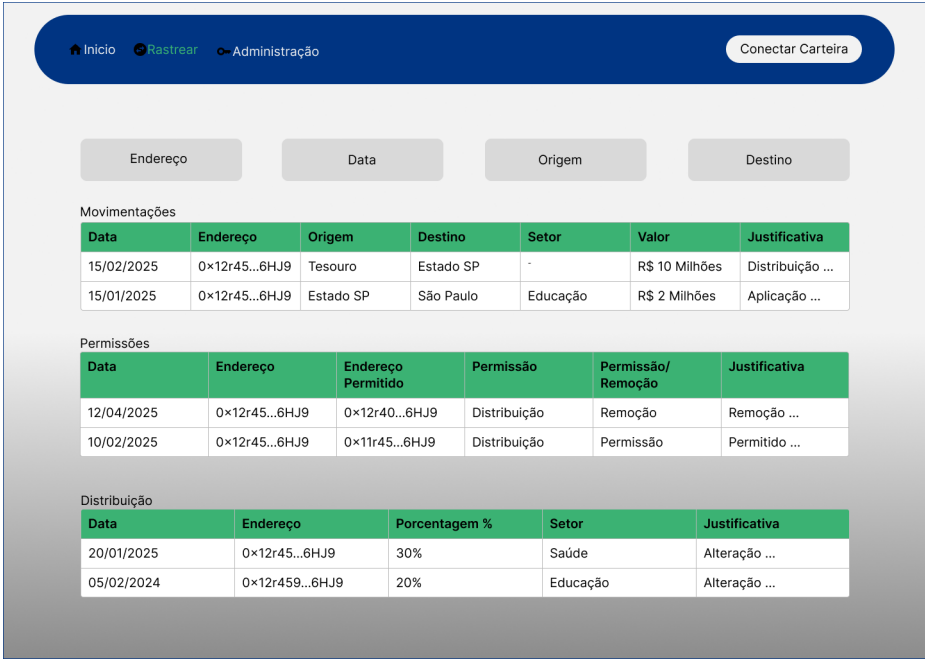 Inicio Rastrear Administração Conectar Carteira
Endereço Data Origem Destino
Movimentações
Data Endereço Origem Destino Setor Valor Justificativa
15/02/2025 0×12r45...6HJ9 Tesouro Estado SP - R$ 10 Milhões Distribuição ...
15/01/2025 0×12r45...6HJ9 Estado SP São Paulo Educação R$ 2 Milhões Aplicação ...
Permissões
Data Endereço Endereço Permitido Permissão Permissão/ Remoção Justificativa
12/04/2025 0×12r45...6HJ9 0×12r40...6HJ9 Distribuição Remoção Remoção ...
10/02/2025 0×12r45...6HJ9 0×11r45...6HJ9 Distribuição Permissão Permitido ...
Distribuição
Data Endereço Porcentagem % Setor Justificativa
20/01/2025 0×12r45...6HJ9 30% Saúde Alteração ...
05/02/2024 0×12r459...6HJ9 20% Educação Alteração ...